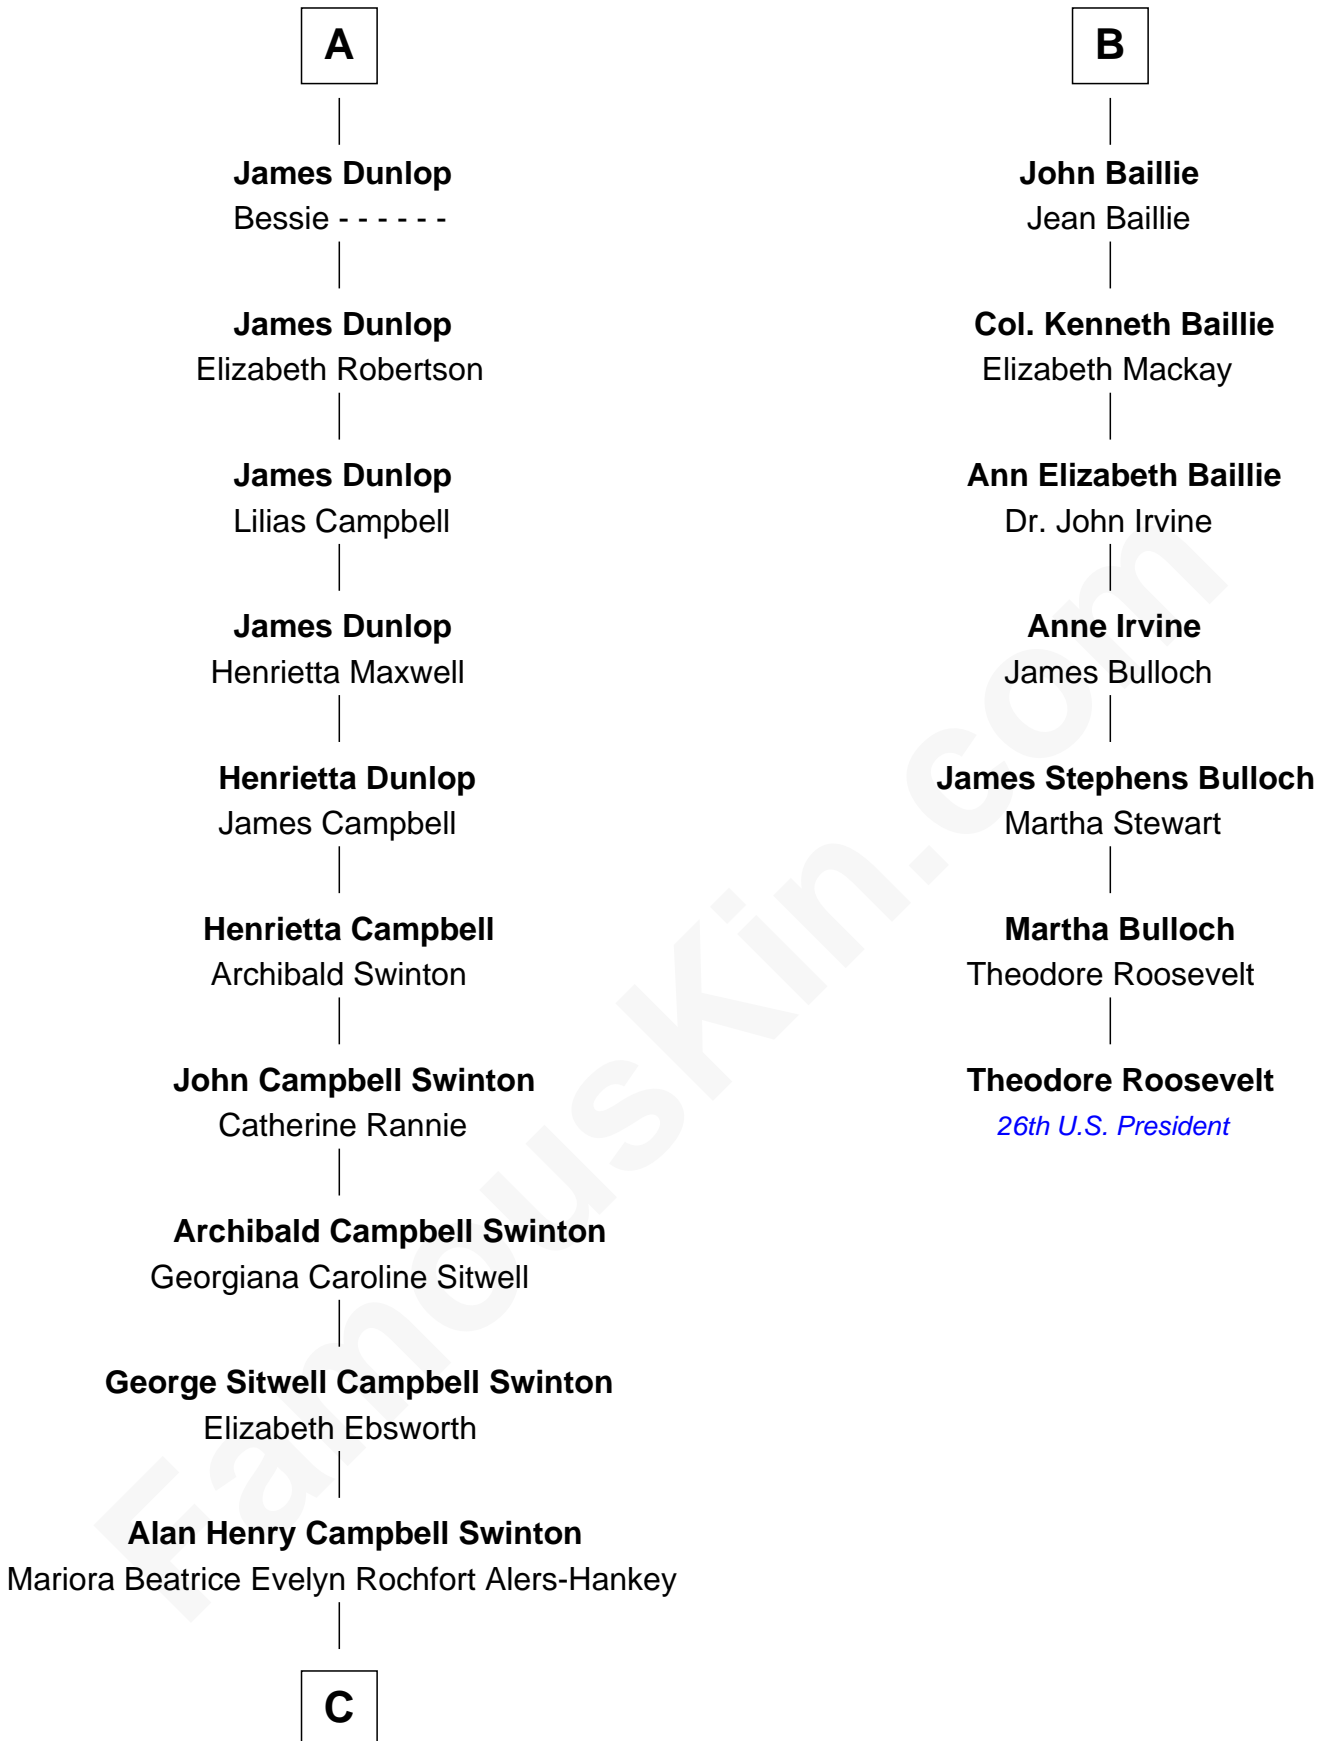 A
James Dunlop
Bessie - - - - - -
James Dunlop
Elizabeth Robertson
James Dunlop
Lilias Campbell
James Dunlop
Henrietta Maxwell
Henrietta Dunlop
James Campbell
Henrietta Campbell
Archibald Swinton
John Campbell Swinton
Catherine Rannie
Archibald Campbell Swinton
Georgiana Caroline Sitwell
George Sitwell Campbell Swinton
Elizabeth Ebsworth
Alan Henry Campbell Swinton
Mariora Beatrice Evelyn Rochfort Alers-Hankey
C
B
John Baillie
Jean Baillie
Col. Kenneth Baillie
Elizabeth Mackay
Ann Elizabeth Baillie
Dr. John Irvine
Anne Irvine
James Bulloch
James Stephens Bulloch
Martha Stewart
Martha Bulloch
Theodore Roosevelt
Theodore Roosevelt
26th U.S. President
FamousKin.com